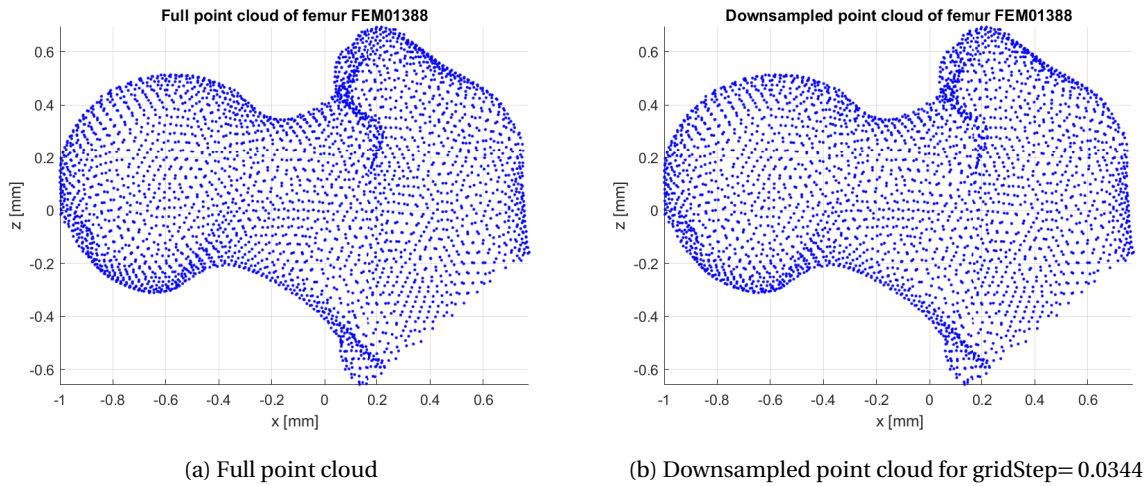 Full point cloud of femur FEM01388
0.6
0.4
0.2
0
-0.2
-0.4
-0.6
z [mm]
-1 -0.8 -0.6 -0.4 -0.2 0 0.2 0.4 0.6
x [mm]
(a) Full point cloud
Downsampled point cloud of femur FEM01388
0.6
0.4
0.2
0
-0.2
-0.4
-0.6
z [mm]
-1 -0.8 -0.6 -0.4 -0.2 0 0.2 0.4 0.6
x [mm]
(b) Downsampled point cloud for gridStep= 0.0344